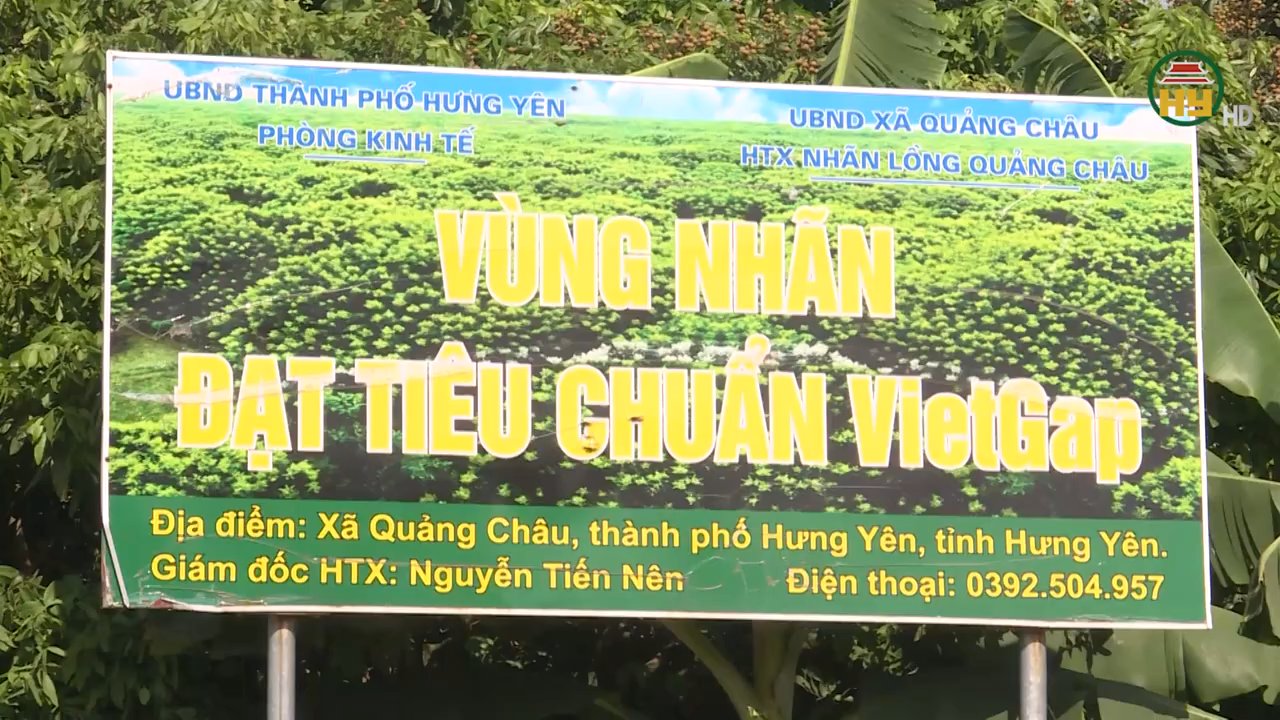 UBND THÀNH PHỐ HƯNG YÊN
PHÒNG KINH TẾ
UBND XÃ QUẢNG CHÂU
HTX NHÃN LỒNG QUẢNG CHÂU
HY HD
VÙNG NHÃN
ĐẠT TIÊU CHUẨN VietGap
Địa điểm: Xã Quảng Châu, thành phố Hưng Yên, tỉnh Hưng Yên.
Giám đốc HTX: Nguyễn Tiến Nên
Điện thoại: 0392.504.957